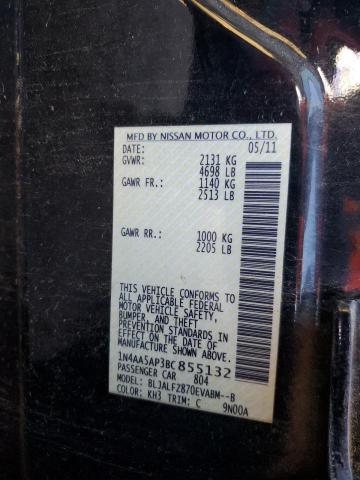 MFD BY NISSAN MOTOR CO., LTD.
DATE: 05/11
GVWR: 2131 KG
4698 LB
GAWR FR.: 1140 KG
2513 LB
GAWR RR.: 1000 KG
2205 LB
THIS VEHICLE CONFORMS TO
ALL APPLICABLE FEDERAL
MOTOR VEHICLE SAFETY,
BUMPER, AND THEFT
PREVENTION STANDARDS IN
EFFECT ON THE DATE OF
MANUFACTURE SHOWN ABOVE.
1N4AA5AP3BC855132
PASSENGER CAR 804
MODEL: BLJALFZ870EVABM--B
COLOR: KH3 TRIM: C 9N00A